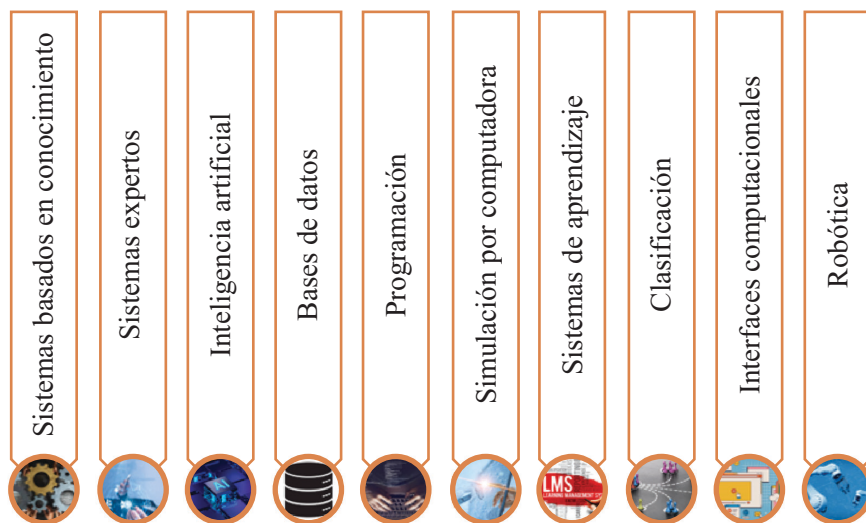 Sistemas basados en conocimiento
Sistemas expertos
Inteligencia artificial
Bases de datos
Programación
Simulación por computadora
Sistemas de aprendizaje
Clasificación
Interfaces computacionales
Robótica
LMS